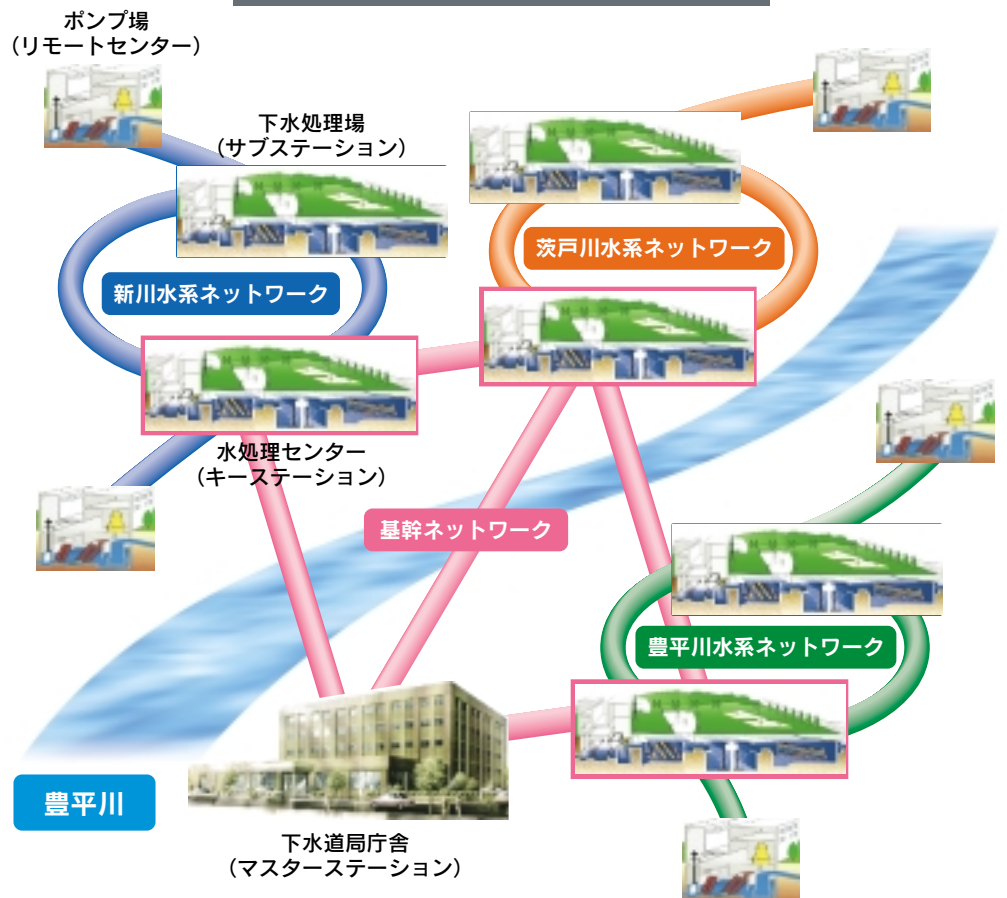 ポンプ場
（リモートセンター）
下水処理場
（サブステーション）
茨戸川水系ネットワーク
新川水系ネットワーク
水処理センター
（キーステーション）
基幹ネットワーク
豊平川水系ネットワーク
豊平川
下水道局庁舎
（マスターステーション）